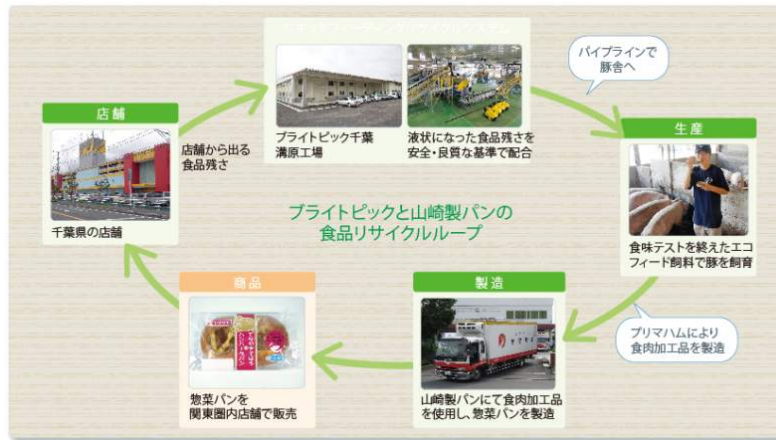 パイプラインで
豚舎へ
店舗
店舗から出る
食品残さ
千葉県の店舗
ブライトピック千葉
溝原工場
液状になった食品残さを
安全・良質な基準で配合
生産
食味テストを終えたエコ
フィード飼料で豚を飼育
ブライトピックと山崎製パンの
食品リサイクルループ
プリマハムにより
食肉加工品を製造
製造
山崎製パンにて食肉加工品
を使用し、惣菜パンを製造
商品
惣菜パンを
関東圏内店舗で販売